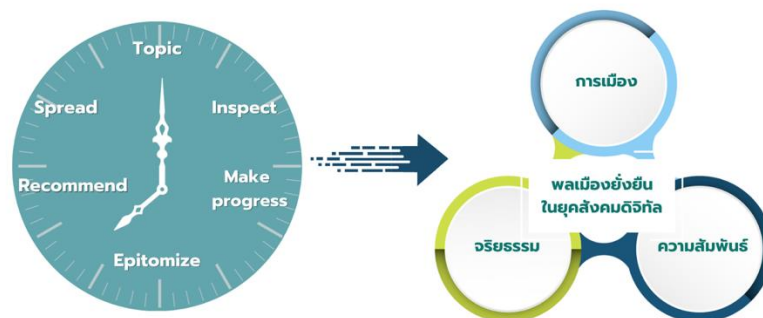 Topic
Spread
Inspect
Recommend
Make
progress
Epitomize
การเมือง
พลเมืองยั่งยืน
ในยุคสังคมดิจิทัล
จริยธรรม
ความสัมพันธ์